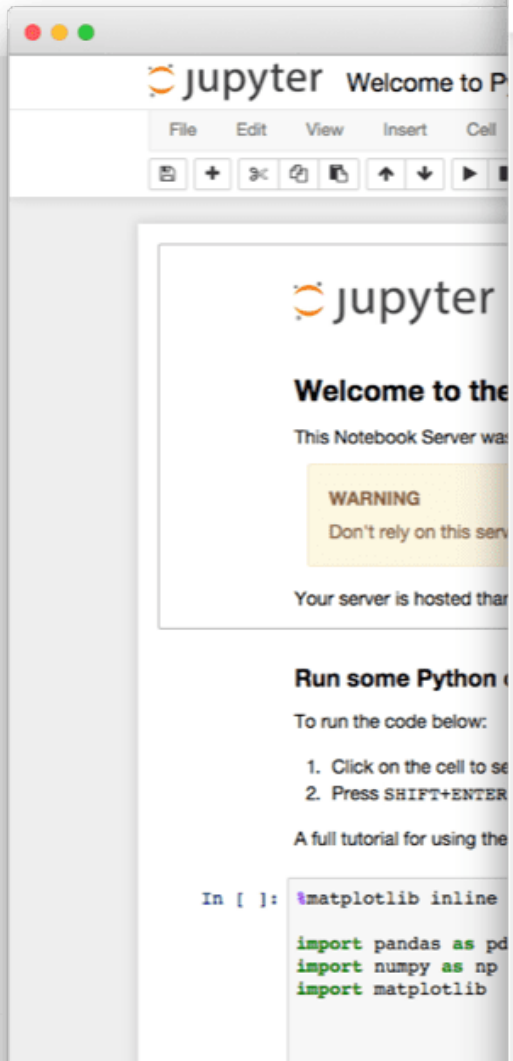 jupyter Welcome to Py
File Edit View Insert Cell
jupyter
Welcome to the
This Notebook Server was
WARNING
Don't rely on this serv
Your server is hosted than
Run some Python c
To run the code below:
1. Click on the cell to se
2. Press SHIFT+ENTER
A full tutorial for using the
In [ ]: %matplotlib inline
import pandas as pd
import numpy as np
import matplotlib